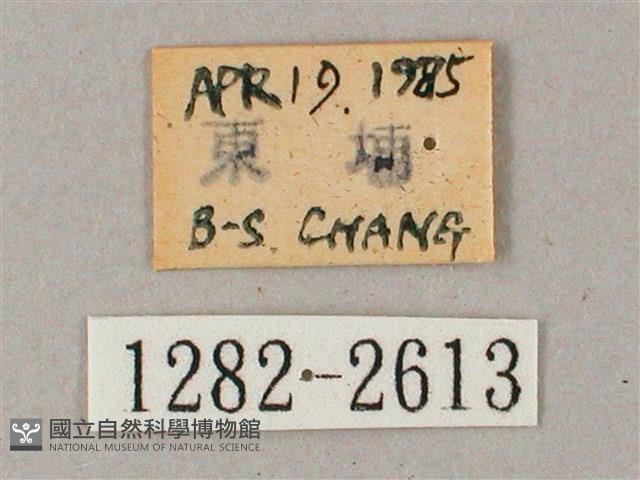 APR 19. 1985
東 埔
B-S. CHANG
1282-2613
國立自然科學博物館
NATIONAL MUSEUM OF NATURAL SCIENCE